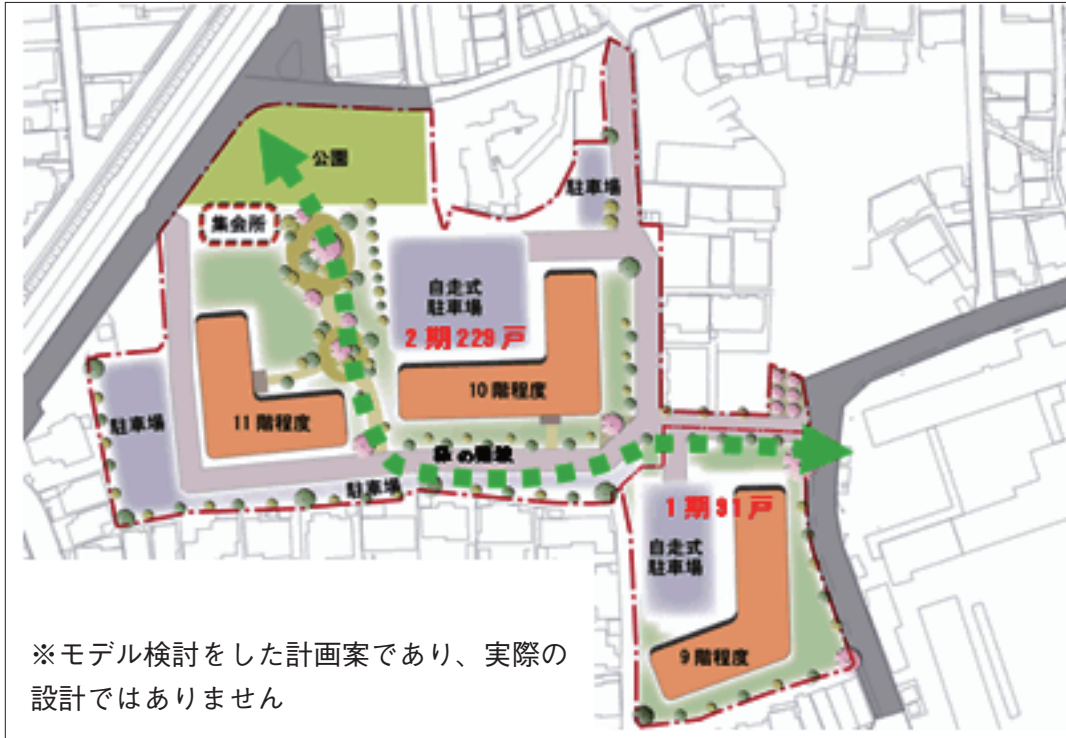 公園
集会所
駐車場
自走式
駐車場
2期229戸
10階程度
11階程度
駐車場
の
駐車場
1期91戸
自走式
駐車場
9階程度
※モデル検討をした計画案であり、実際の
設計ではありません